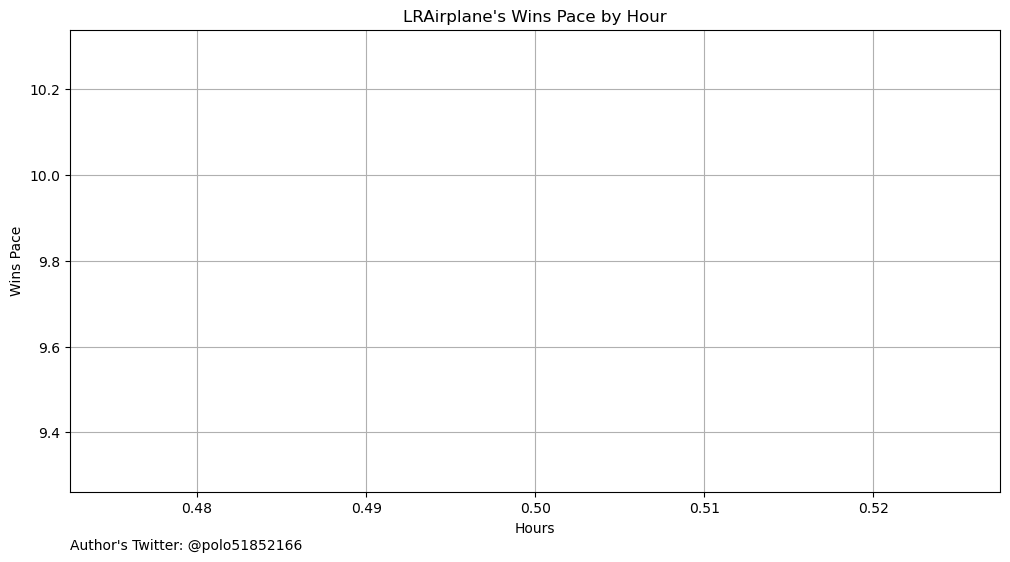 LRAirplane's Wins Pace by Hour
10.2
10.0
9.8
9.6
9.4
Wins Pace
0.48 0.49 0.50 0.51 0.52
Hours
Author's Twitter: @polo51852166